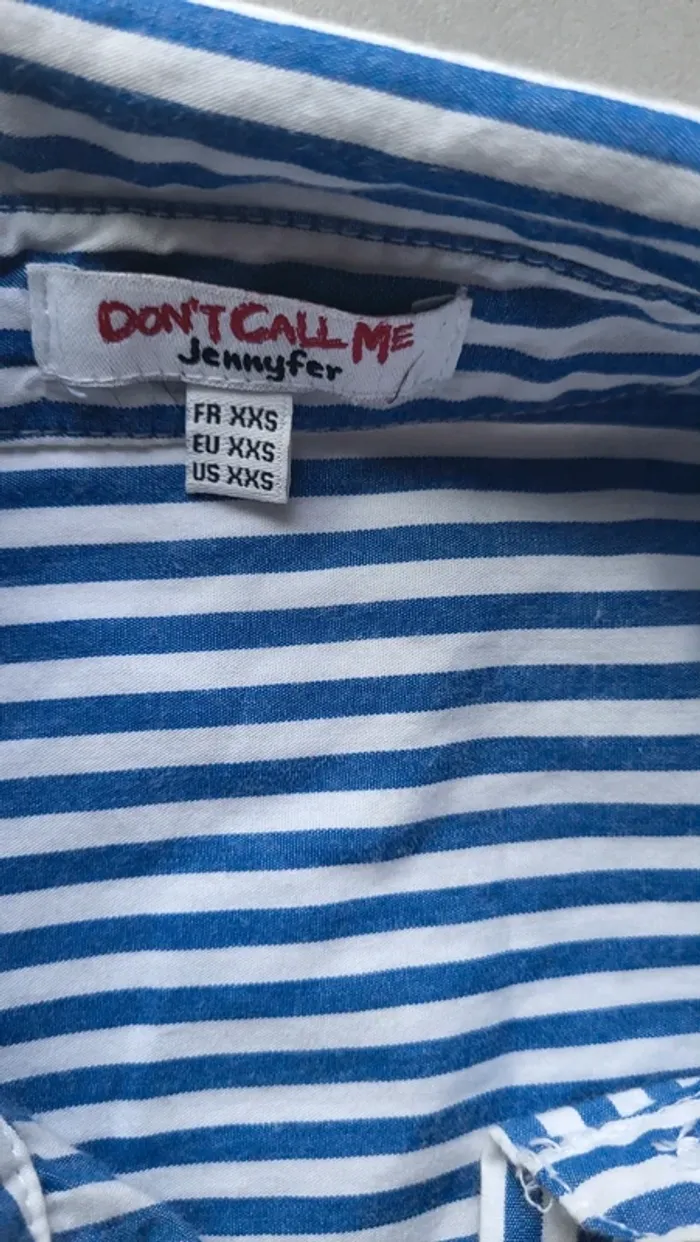 DON'T CALL ME
Jennyfer
FR XXS
EU XXS
US XXS